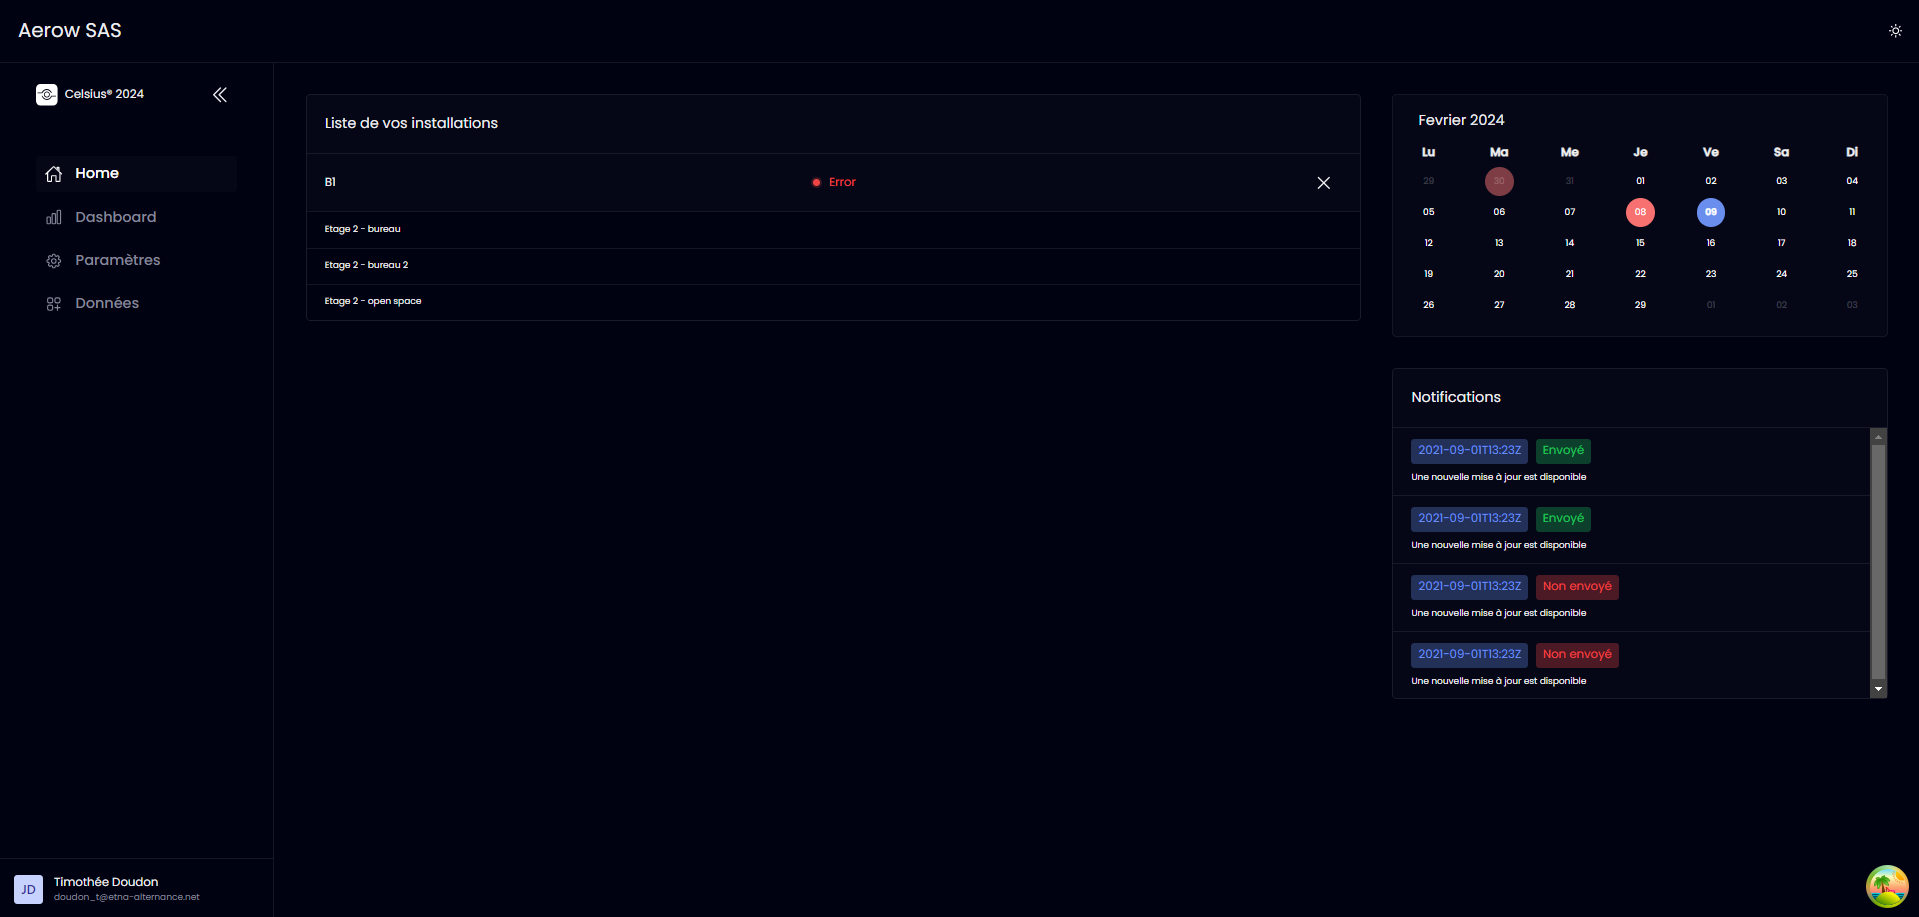 Aerow SAS
Celsius® 2024
Home
Dashboard
Paramètres
Données
Timothée Doudon
JD
doudon_t@etna-alternance.net
Liste de vos installations
B1 Error
Etage 2 - bureau
Etage 2 - bureau 2
Etage 2 - open space
Fevrier 2024
Lu Ma Me Je Ve Sa Di
29 30 31 01 02 03 04
05 06 07 08 09 10 11
12 13 14 15 16 17 18
19 20 21 22 23 24 25
26 27 28 29 01 02 03
Notifications
2021-09-01T13:23Z Envoyé
Une nouvelle mise à jour est disponible
2021-09-01T13:23Z Envoyé
Une nouvelle mise à jour est disponible
2021-09-01T13:23Z Non envoyé
Une nouvelle mise à jour est disponible
2021-09-01T13:23Z Non envoyé
Une nouvelle mise à jour est disponible